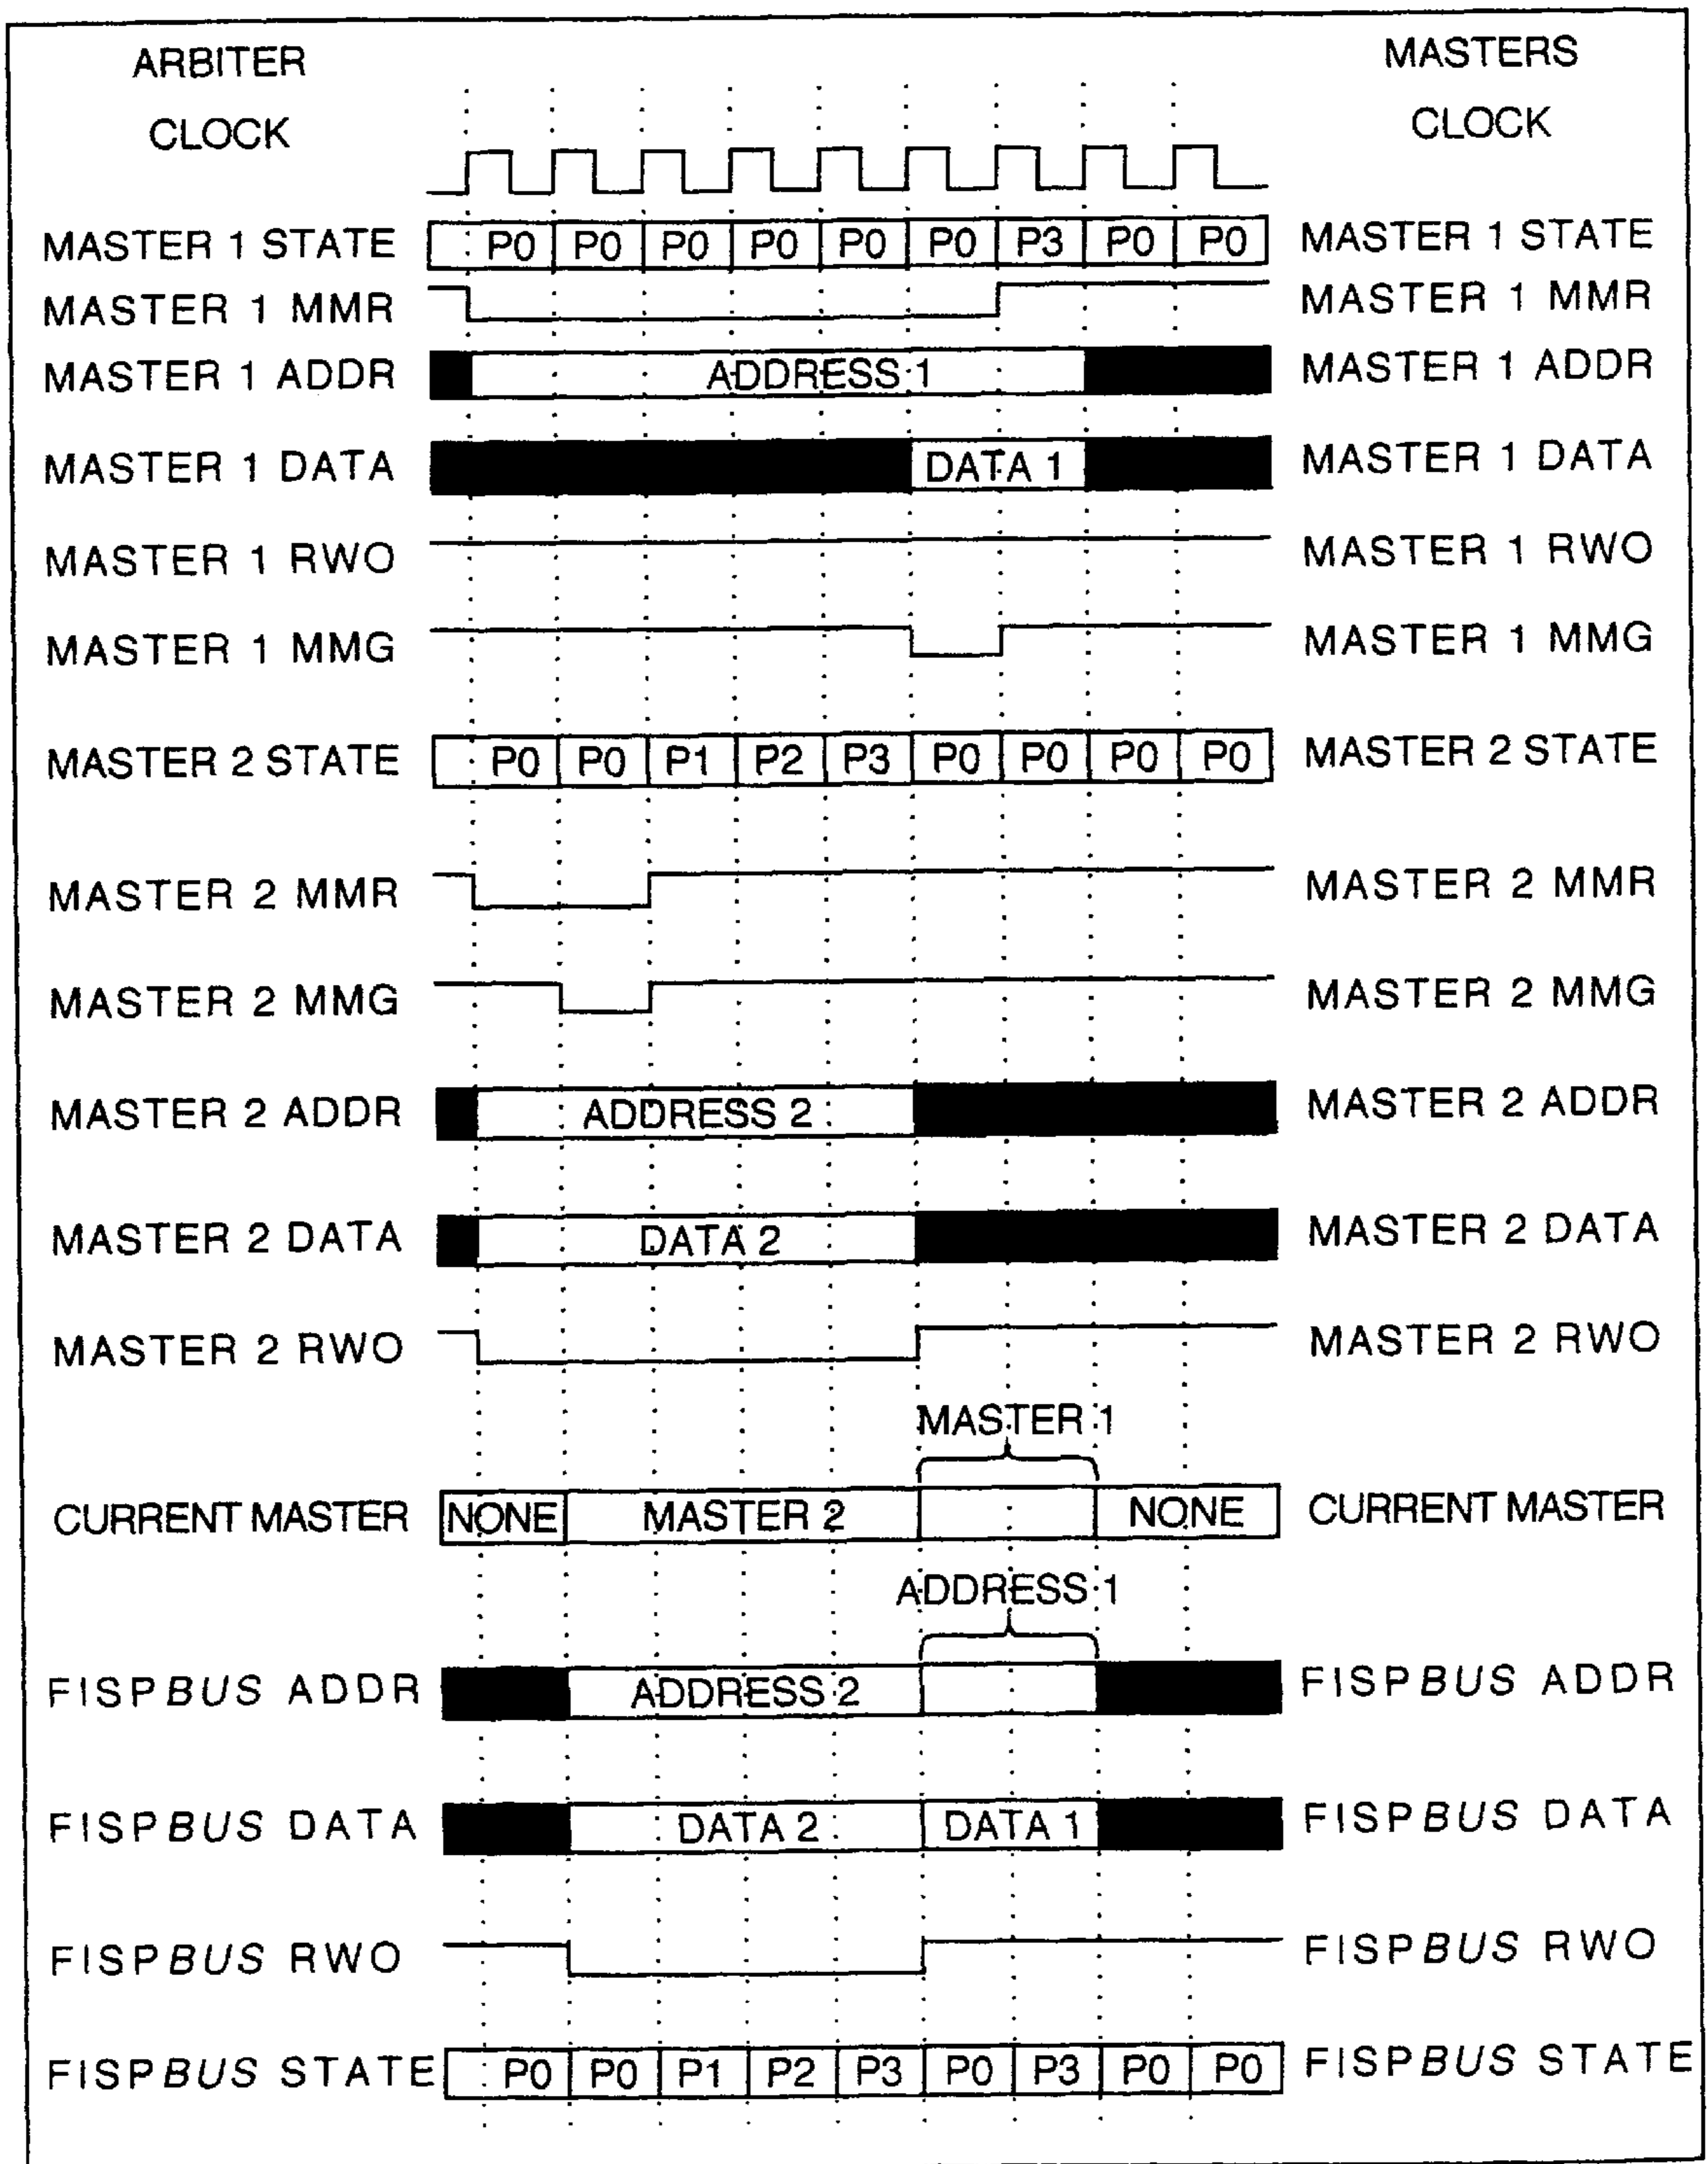 ARBITER
CLOCK
MASTERS
CLOCK
MASTER 1 STATE P0 P0 P0 P0 P0 P0 P3 P0 P0 MASTER 1 STATE
MASTER 1 MMR MASTER 1 MMR
MASTER 1 ADDR ADDRESS 1 MASTER 1 ADDR
MASTER 1 DATA DATA 1 MASTER 1 DATA
MASTER 1 RWO MASTER 1 RWO
MASTER 1 MMG MASTER 1 MMG
MASTER 2 STATE P0 P0 P1 P2 P3 P0 P0 P0 P0 MASTER 2 STATE
MASTER 2 MMR MASTER 2 MMR
MASTER 2 MMG MASTER 2 MMG
MASTER 2 ADDR ADDRESS 2 MASTER 2 ADDR
MASTER 2 DATA DATA 2 MASTER 2 DATA
MASTER 2 RWO MASTER 2 RWO
MASTER 1
CURRENT MASTER NONE MASTER 2 NONE CURRENT MASTER
ADDRESS 1
FISPBUS ADDR ADDRESS 2 FISPBUS ADDR
FISPBUS DATA DATA 2 DATA 1 FISPBUS DATA
FISPBUS RWO FISPBUS RWO
FISPBUS STATE P0 P0 P1 P2 P3 P0 P3 P0 P0 FISPBUS STATE